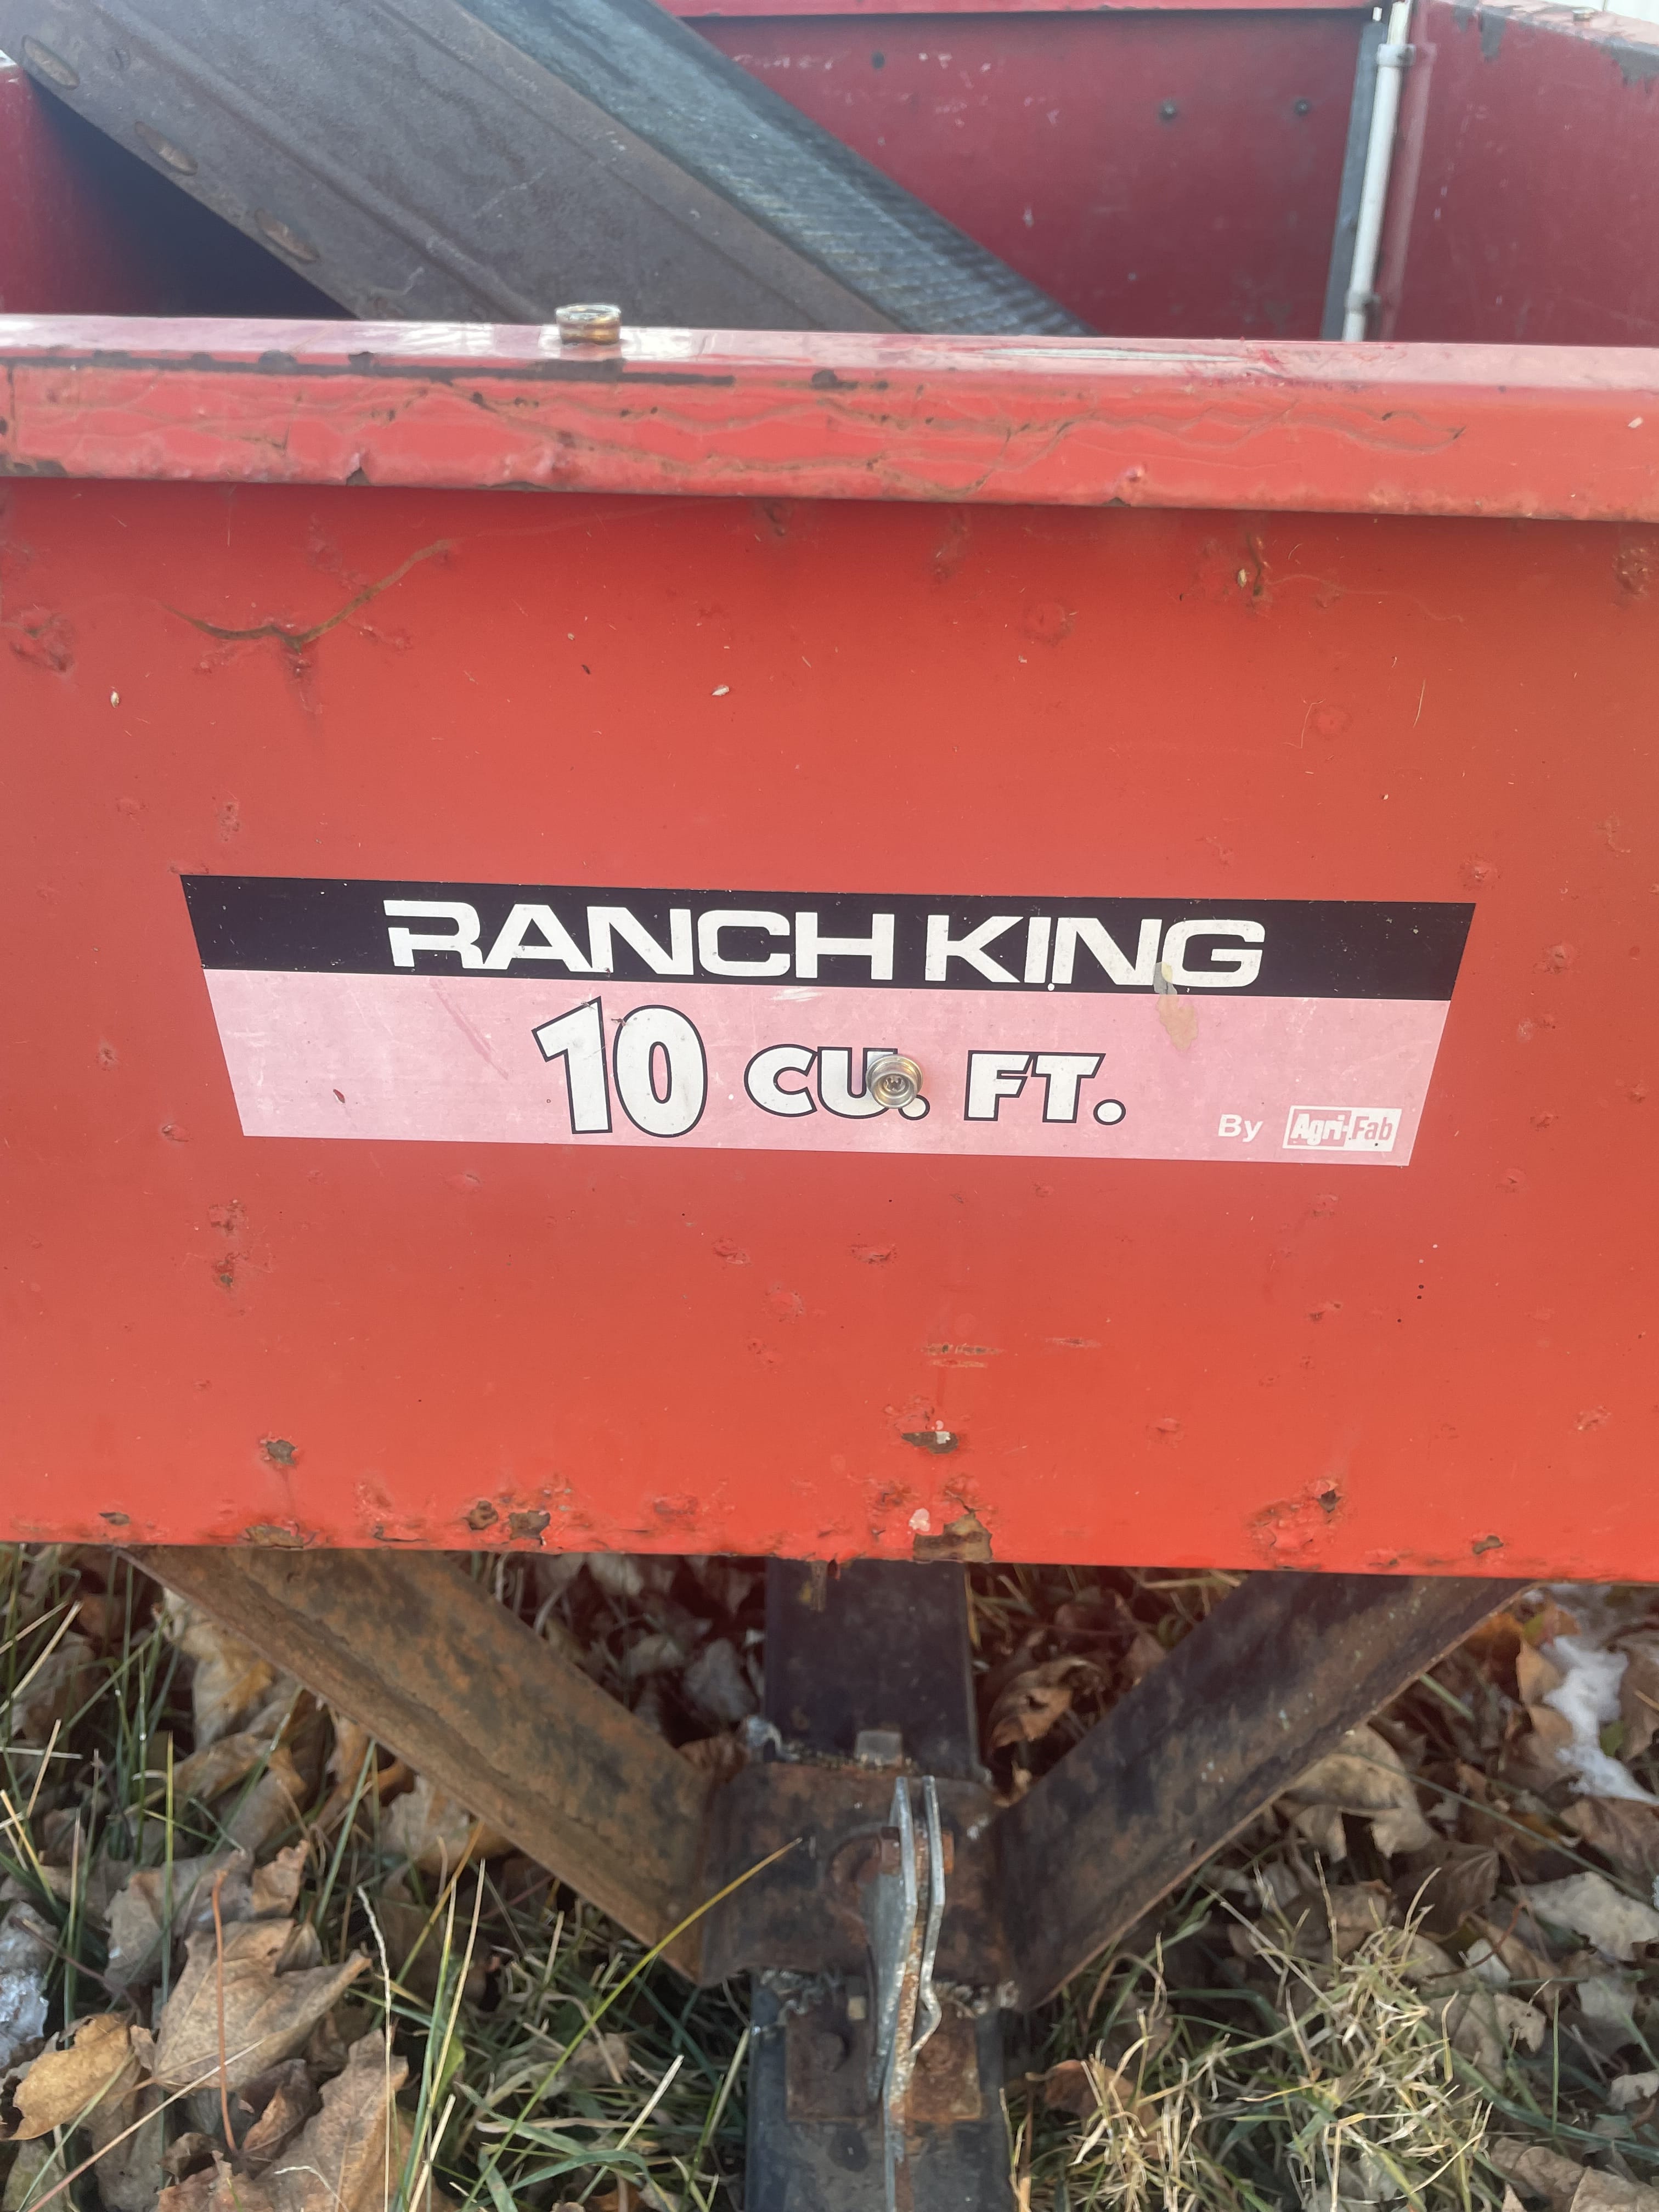 RANCH KING
10 CU. FT.
By Agri-Fab